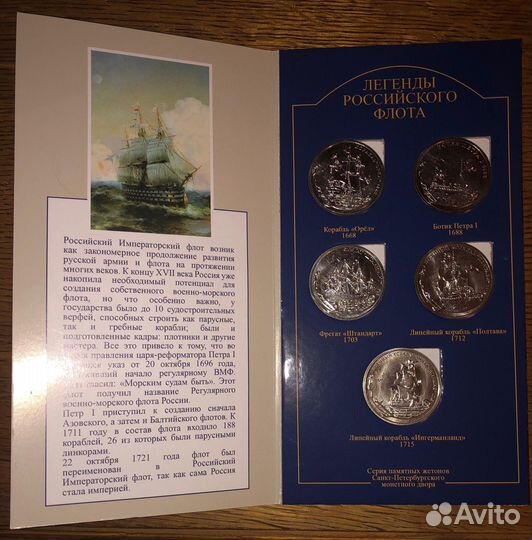 Российский Императорский флот возник
как закономерное продолжение развития
русской армии и флота на протяжении
многих веков. К концу XVII века Россия уже
накопила необходимый потенциал для
создания собственного военно-морского
флота, но что особенно важно, у
государства было до 10 судостроительных
верфей, способных строить как парусные,
так и гребные корабли; были и
подготовленные кадры: плотники и другие
мастера. Все это привело к тому, что во
правления царя-реформатора Петра I
указ от 20 октября 1696 года,
начало регулярному ВМФ.
«Морским судам быть». Этот
флот получил название Регулярного
военно-морского флота России.
Петр I приступил к созданию сначала
Азовского, а затем и Балтийского флотов. К
1711 году в состав флота входило 188
кораблей, 26 из которых были парусными
линкорами.
22 октября 1721 года флот был
переименован в Российский
Императорский флот, так как сама Россия
стала империей.
ЛЕГЕНДЫ
РОССИЙСКОГО
ФЛОТА
Корабль «Орёл»
1668
Ботик Петра I
1688
Фрегат «Штандарт»
1703
Линейный корабль «Полтава»
1712
Линейный корабль «Ингерманланд»
1715
Серия памятных жетонов
Санкт-Петербургского
монетного двора
Avito